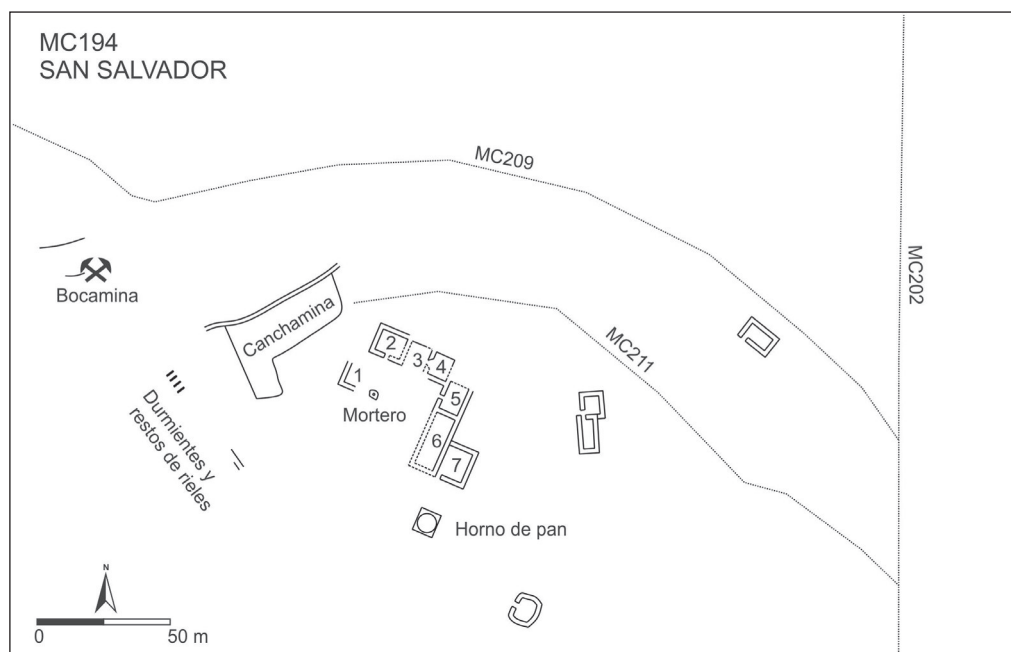 MC194
SAN SALVADOR
MC209
MC202
Bocamina
Canchamina
MC211
2
3
4
1
5
Mortero
6
7
Durmientes y
restos de rieles
Horno de pan
N
0 50 m